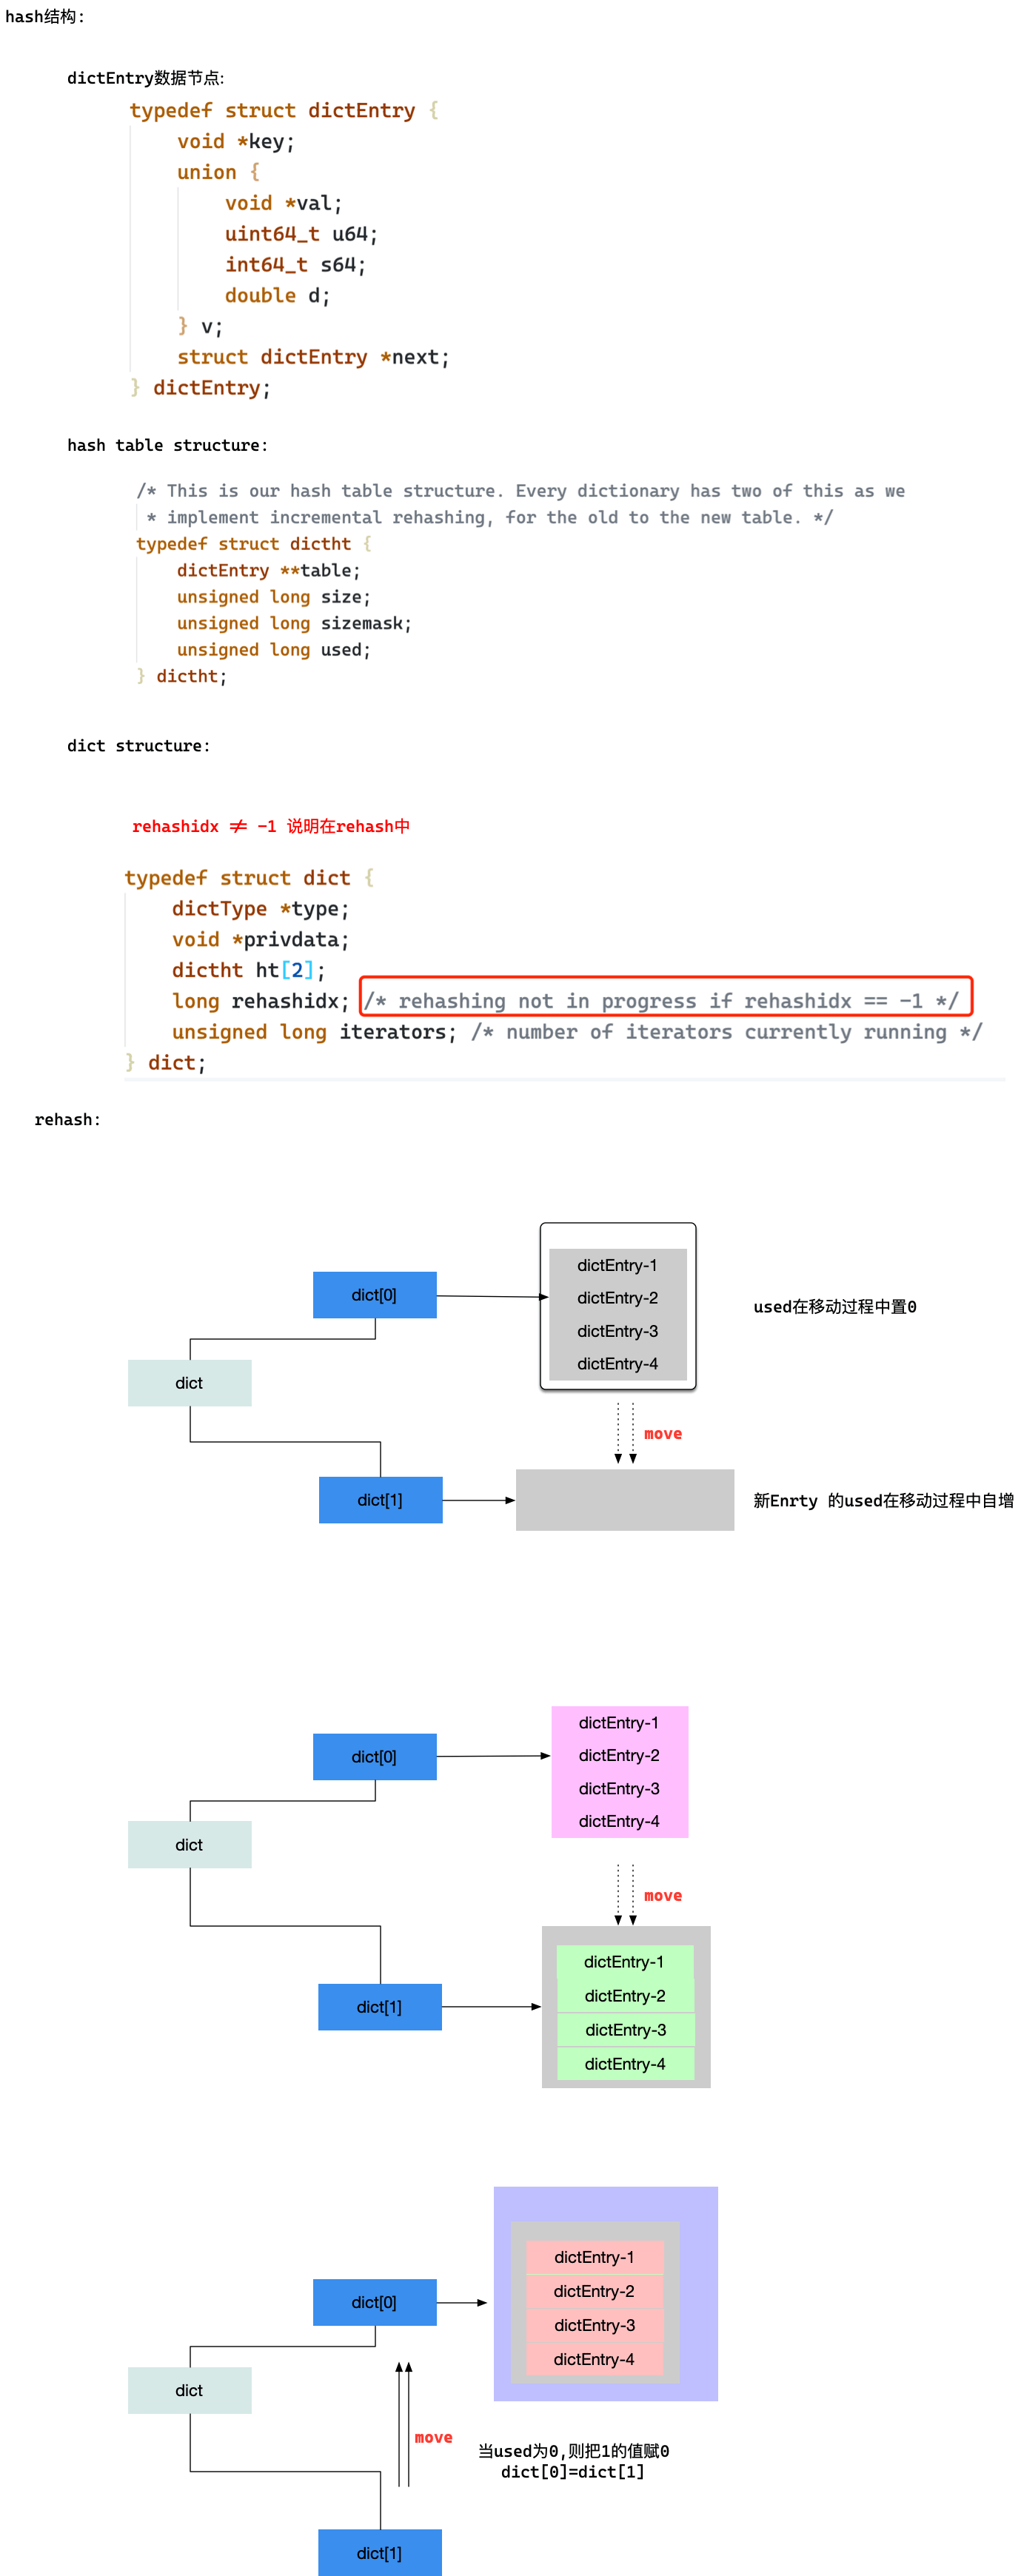 hash结构:
dictEntry数据节点:
typedef struct dictEntry {
void *key;
union {
void *val;
uint64_t u64;
int64_t s64;
double d;
} v;
struct dictEntry *next;
} dictEntry;
hash table structure:
/* This is our hash table structure. Every dictionary has two of this as we
* implement incremental rehashing, for the old to the new table. */
typedef struct dictht {
dictEntry **table;
unsigned long size;
unsigned long sizemask;
unsigned long used;
} dictht;
dict structure:
rehashidx ≠ -1 说明在rehash中
typedef struct dict {
dictType *type;
void *privdata;
dictht ht[2];
long rehashidx; /* rehashing not in progress if rehashidx == -1 */
unsigned long iterators; /* number of iterators currently running */
} dict;
rehash:
dictEntry-1
dict[0]
dictEntry-2
used在移动过程中置0
dictEntry-3
dictEntry-4
dict
move
dict[1]
新Enrty 的used在移动过程中自增
dictEntry-1
dict[0]
dictEntry-2
dictEntry-3
dictEntry-4
dict
move
dictEntry-1
dictEntry-2
dict[1]
dictEntry-3
dictEntry-4
dictEntry-1
dictEntry-2
dict[0]
dictEntry-3
dictEntry-4
dict
move
当used为0,则把1的值赋0
dict[0]=dict[1]
dict[1]